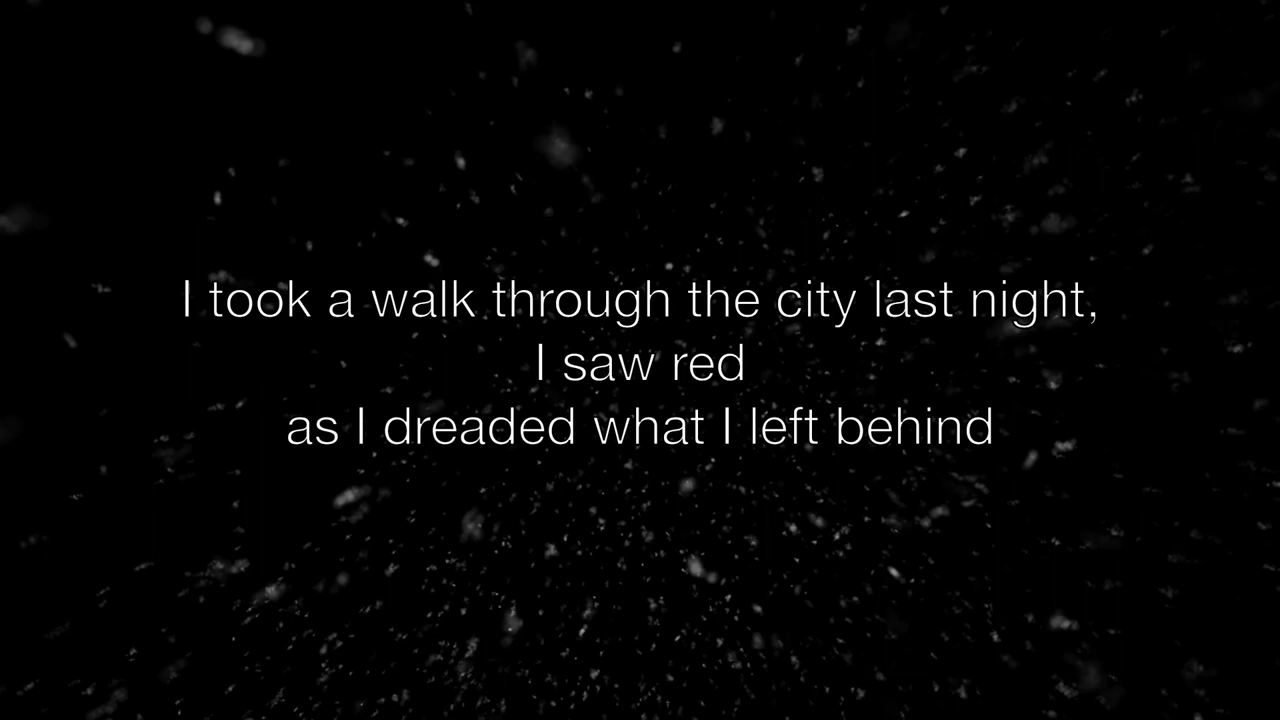 I took a walk through the city last night,
I saw red
as I dreaded what I left behind